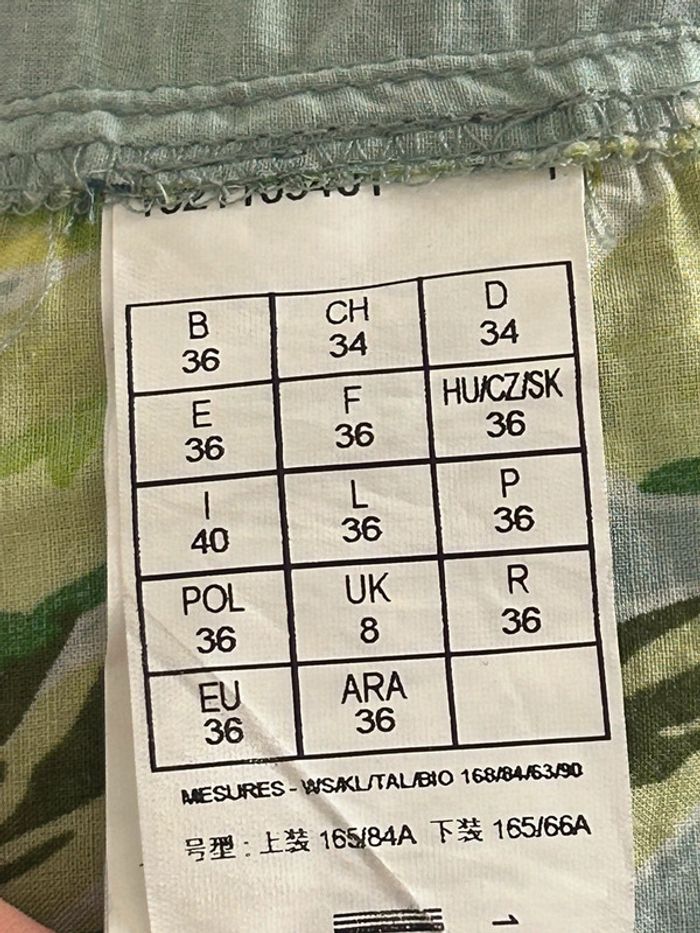 B CH D
36 34 34
E F HU/CZ/SK
36 36 36
I L P
40 36 36
POL UK R
36 8 36
EU ARA
36 36
MESURES - WS/KL/TAL/BIO 168/84/63/90
号型 : 上装 165/84A 下装 165/66A